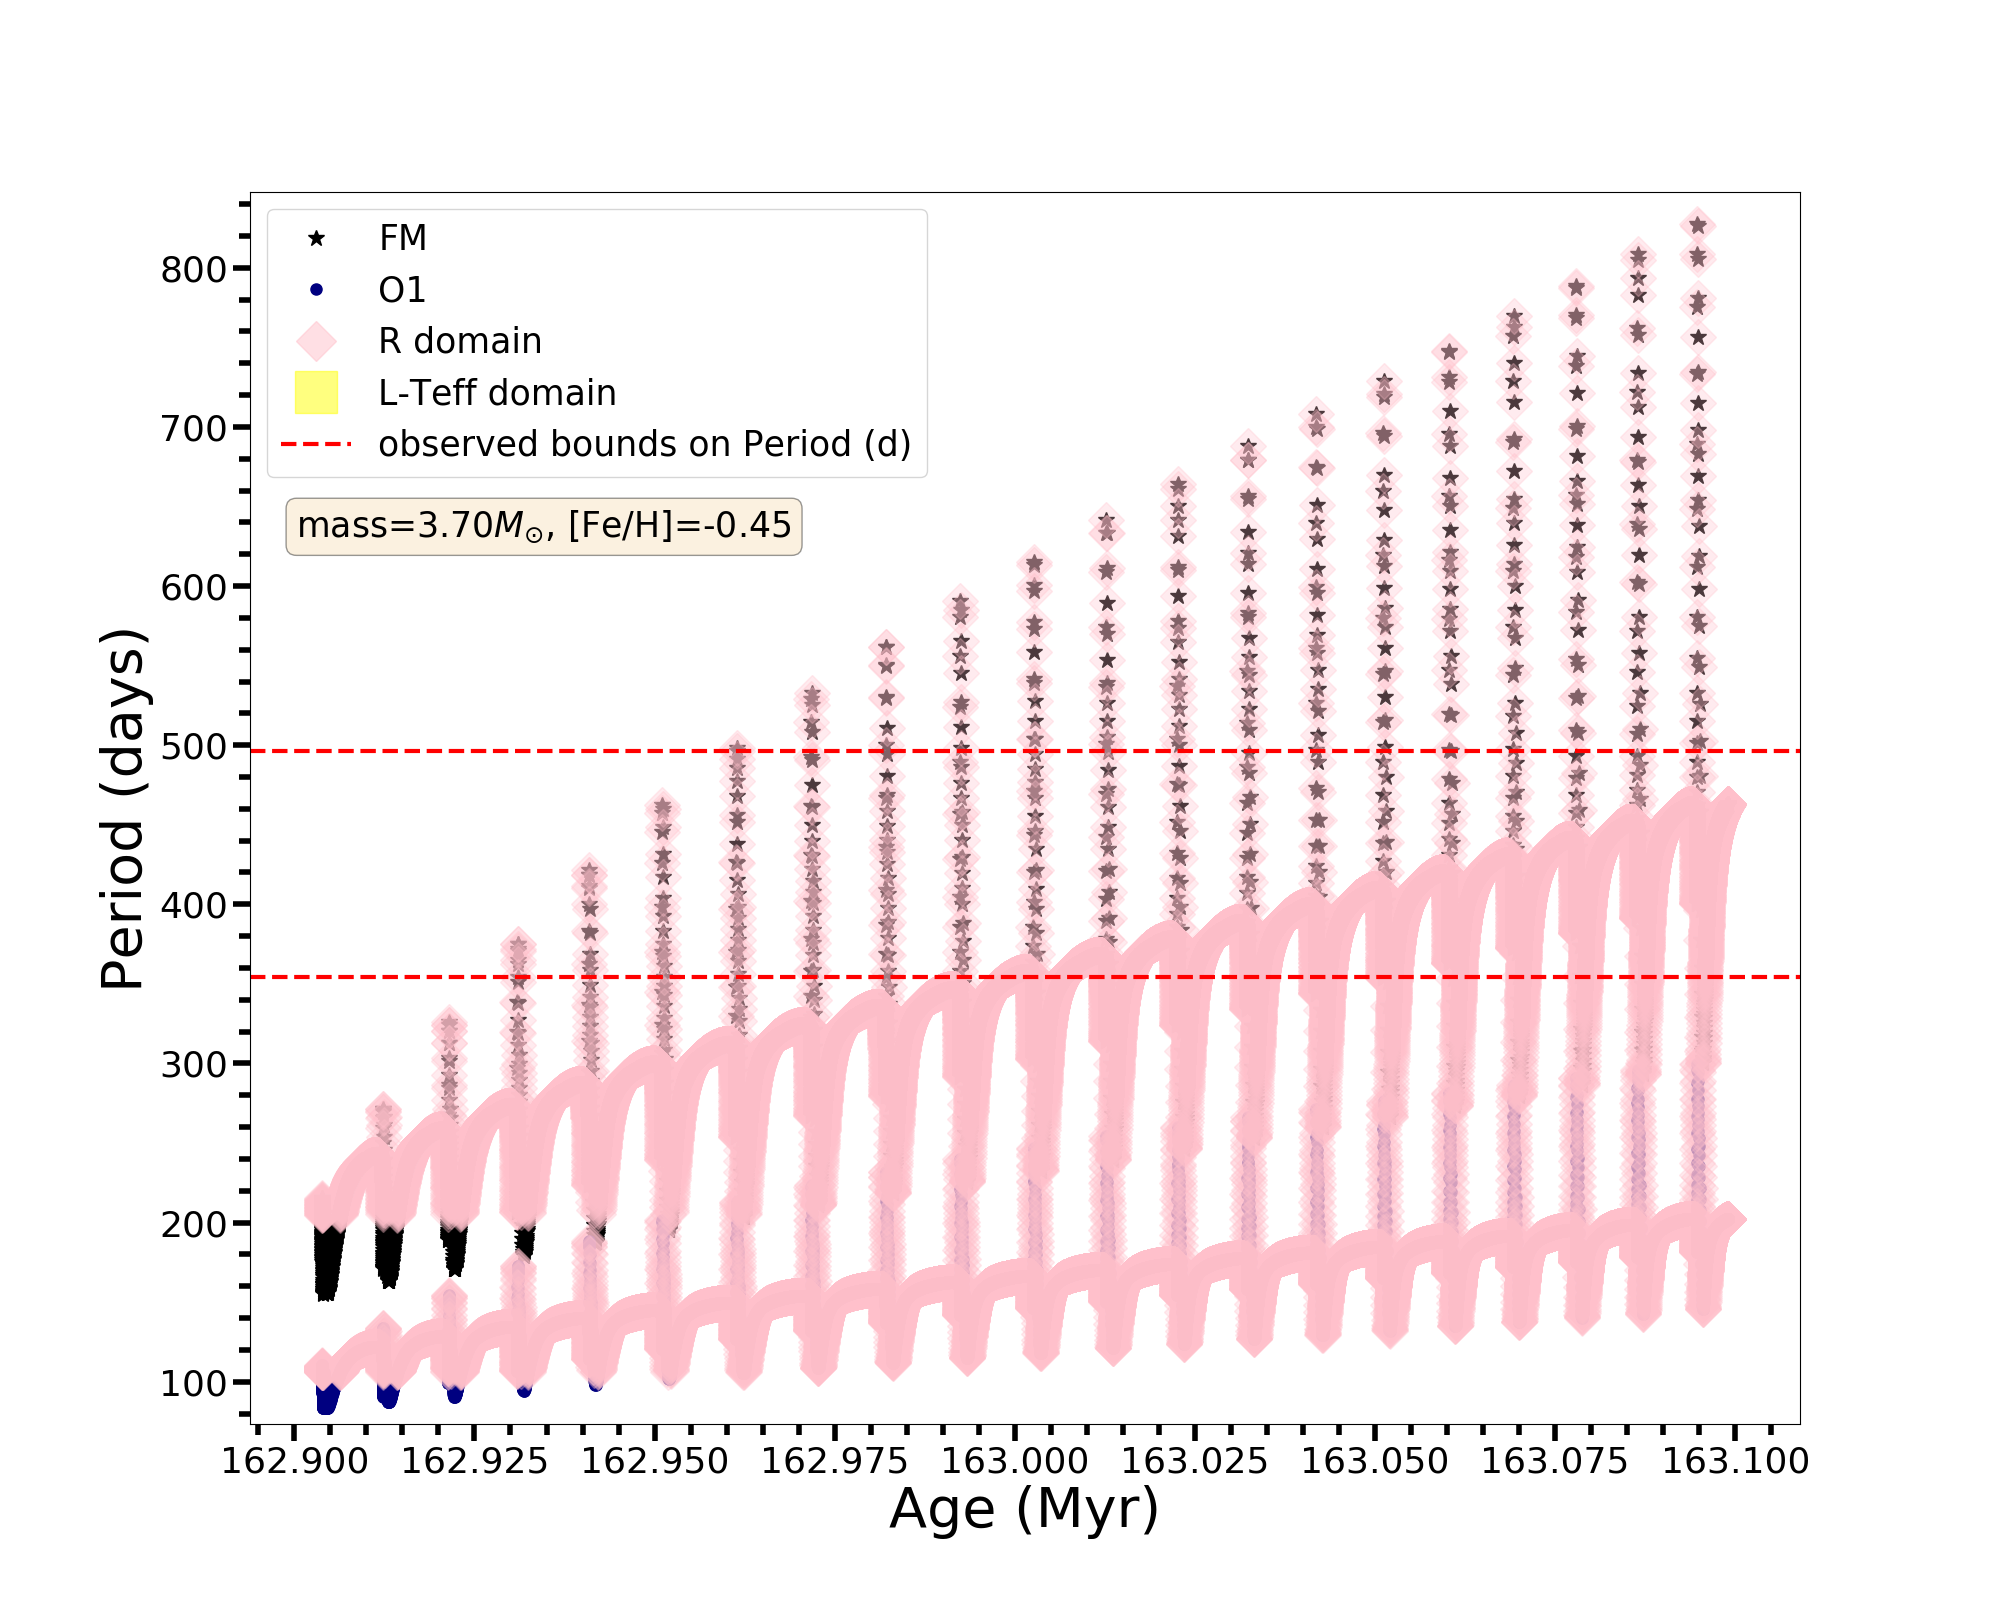 FM
O1
R domain
L-Teff domain
observed bounds on Period (d)
mass=3.70M⊙, [Fe/H]=-0.45
800
700
600
500
400
300
200
100
Period (days)
162.900 162.925 162.950 162.975 163.000 163.025 163.050 163.075 163.100
Age (Myr)